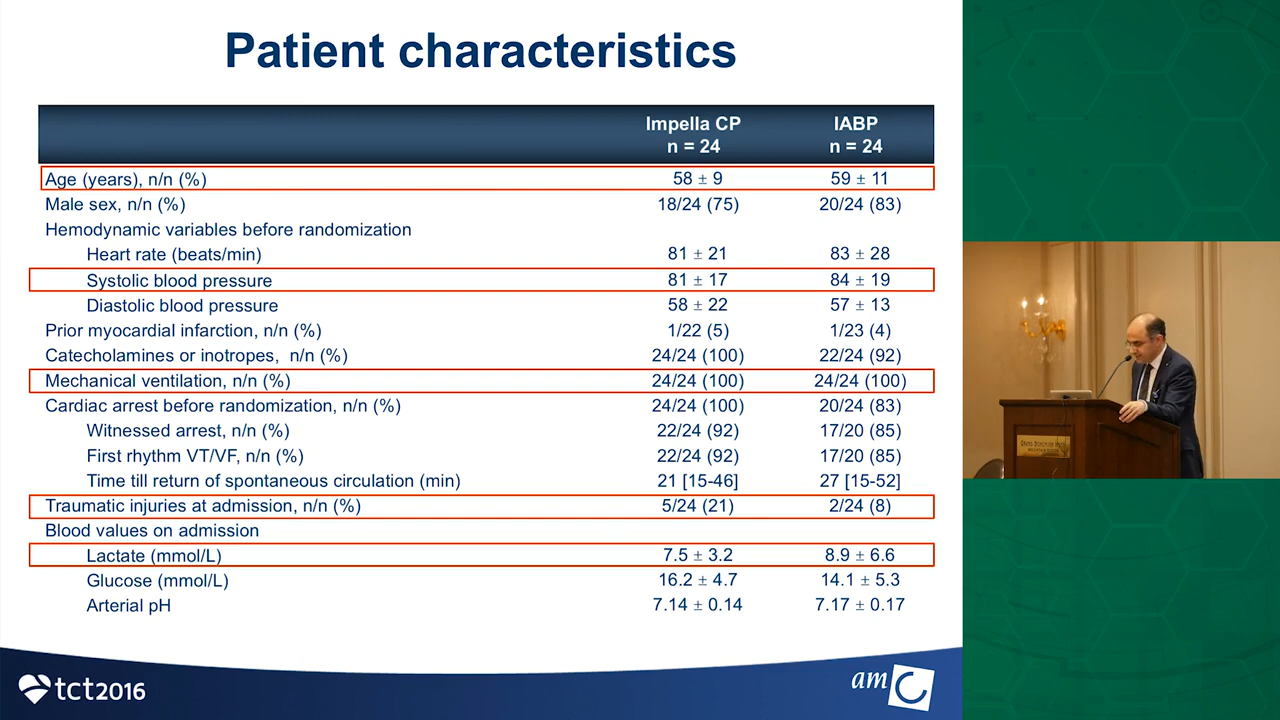 Patient characteristics
Impella CP IABP
n = 24 n = 24
Age (years), n/n (%) 58 ± 9 59 ± 11
Male sex, n/n (%) 18/24 (75) 20/24 (83)
Hemodynamic variables before randomization
Heart rate (beats/min) 81 ± 21 83 ± 28
Systolic blood pressure 81 ± 17 84 ± 19
Diastolic blood pressure 58 ± 22 57 ± 13
Prior myocardial infarction, n/n (%) 1/22 (5) 1/23 (4)
Catecholamines or inotropes, n/n (%) 24/24 (100) 22/24 (92)
Mechanical ventilation, n/n (%) 24/24 (100) 24/24 (100)
Cardiac arrest before randomization, n/n (%) 24/24 (100) 20/24 (83)
Witnessed arrest, n/n (%) 22/24 (92) 17/20 (85)
First rhythm VT/VF, n/n (%) 22/24 (92) 17/20 (85)
Time till return of spontaneous circulation (min) 21 [15-46] 27 [15-52]
Traumatic injuries at admission, n/n (%) 5/24 (21) 2/24 (8)
Blood values on admission
Lactate (mmol/L) 7.5 ± 3.2 8.9 ± 6.6
Glucose (mmol/L) 16.2 ± 4.7 14.1 ± 5.3
Arterial pH 7.14 ± 0.14 7.17 ± 0.17
tct2016
amC